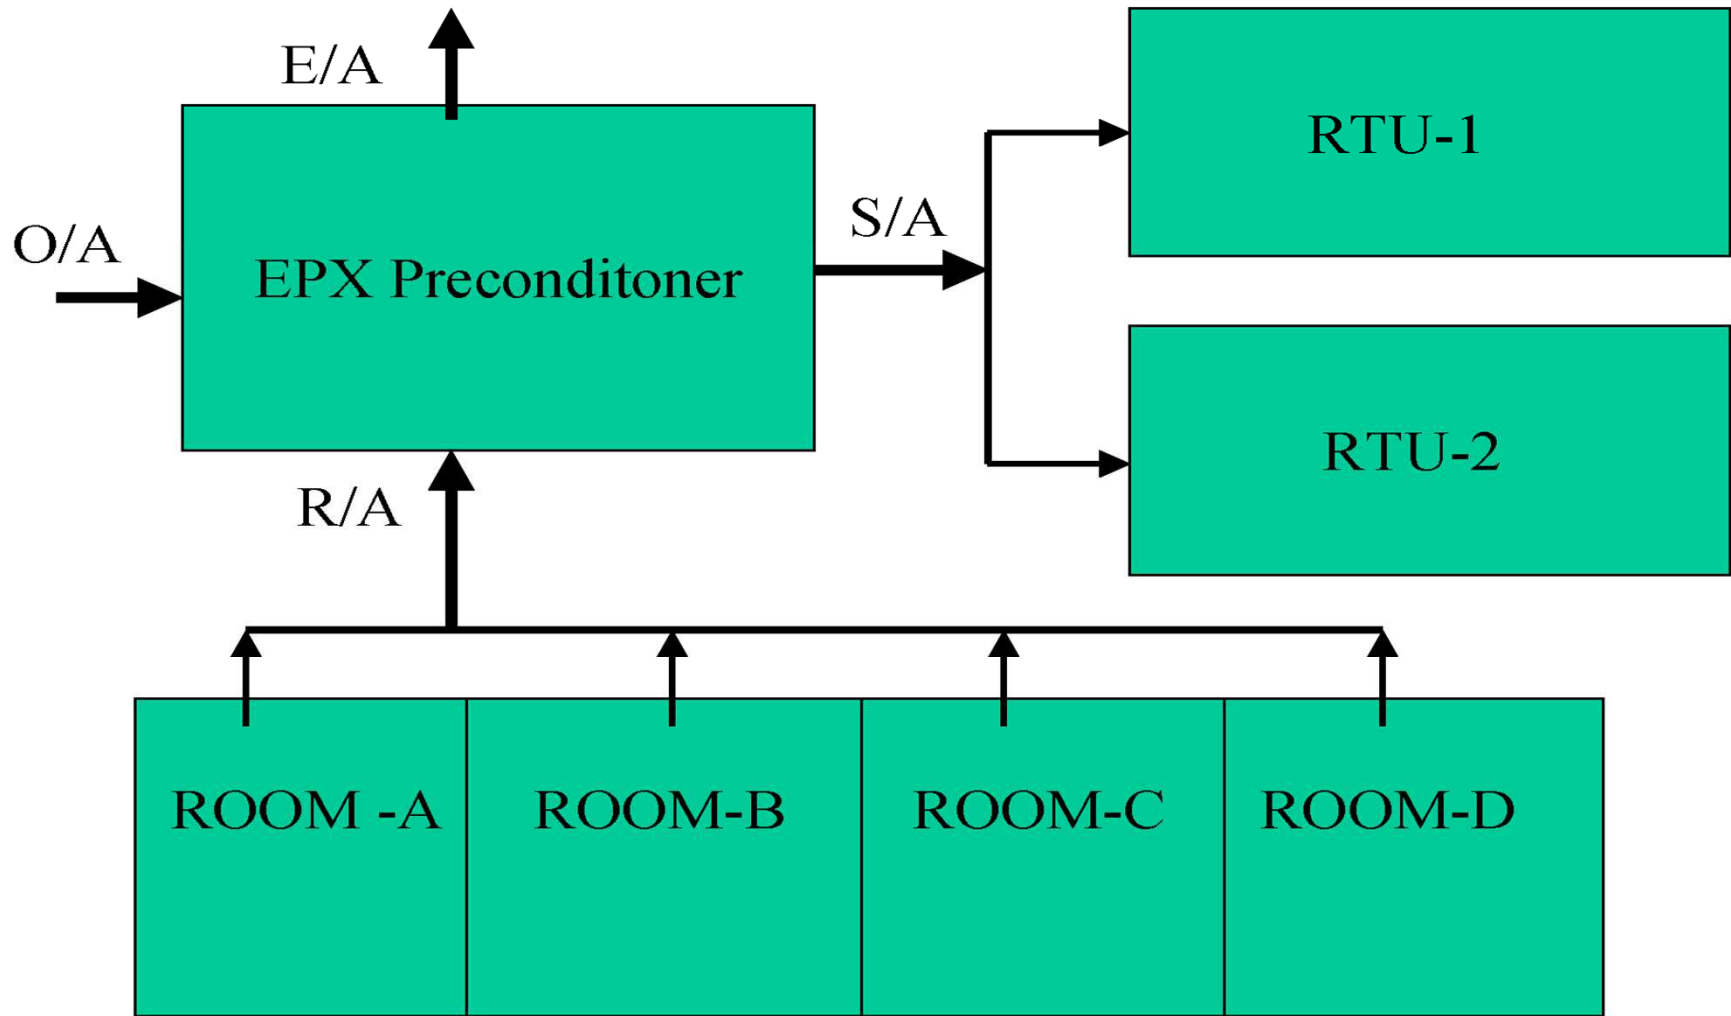 E/A
RTU-1
O/A
EPX Preconditoner
S/A
RTU-2
R/A
ROOM -A
ROOM-B
ROOM-C
ROOM-D